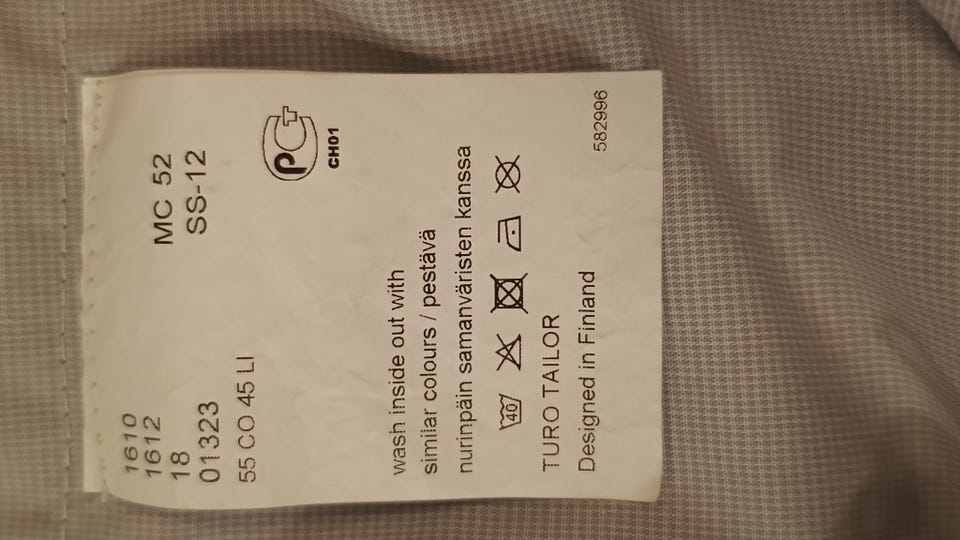 1610
1612
18
01323
55 CO 45 LI
MC 52
SS-12
РСТ
CH01
wash inside out with
similar colours / pestävä
nurinpäin samanväristen kanssa
40
TURO TAILOR
Designed in Finland
582996